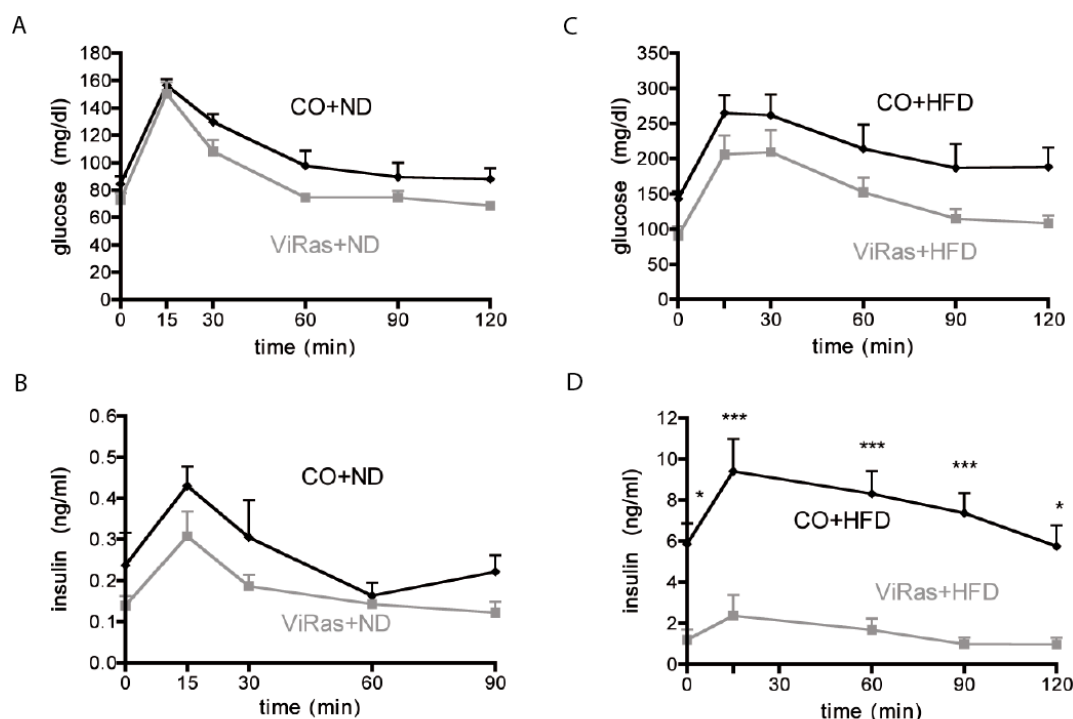 A
glucose (mg/dl)
180
160
140
120
100
80
60
40
20
0
CO+ND
ViRas+ND
0 15 30 60 90 120
time (min)
C
glucose (mg/dl)
350
300
250
200
150
100
50
0
CO+HFD
ViRas+HFD
0 30 60 90 120
time (min)
B
insulin (ng/ml)
0.6
0.5
0.4
0.3
0.2
0.1
0.0
CO+ND
ViRas+ND
0 15 30 60 90
time (min)
D
insulin (ng/ml)
12
10
8
6
4
2
0
*
***
***
***
*
CO+HFD
ViRas+HFD
0 30 60 90 120
time (min)